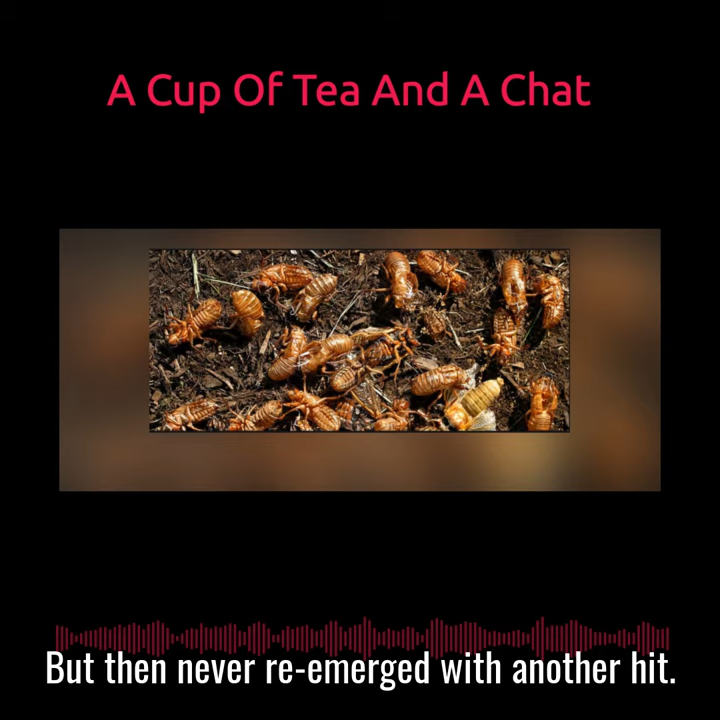 A Cup Of Tea And A Chat
But then never re-emerged with another hit.